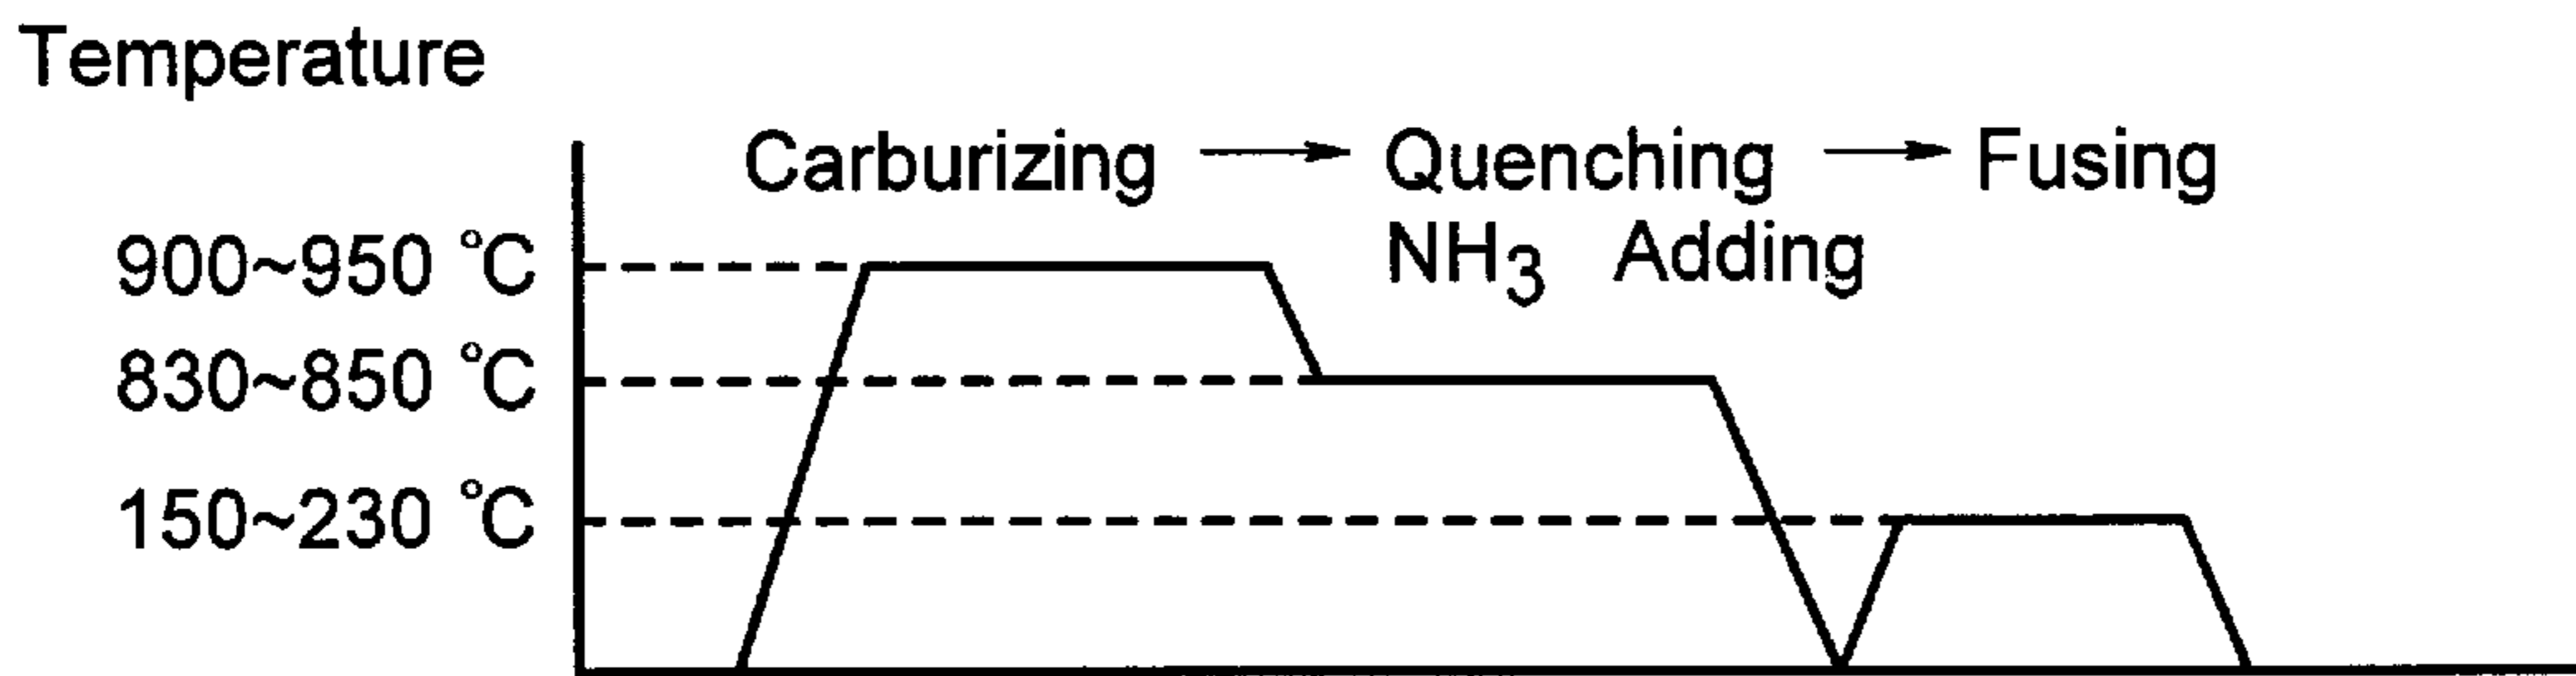 Temperature
Carburizing → Quenching → Fusing
NH3 Adding
900~950 °C
830~850 °C
150~230 °C